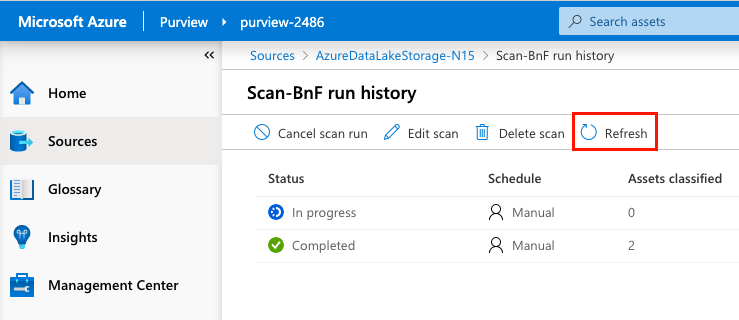 Microsoft Azure Purview > purview-2486 Search assets
« Sources > AzureDataLakeStorage-N15 > Scan-BnF run history
Home
Scan-BnF run history
Sources
Cancel scan run Edit scan Delete scan Refresh
Glossary
Status Schedule Assets classified
In progress Manual 0
Insights
Completed Manual 2
Management Center